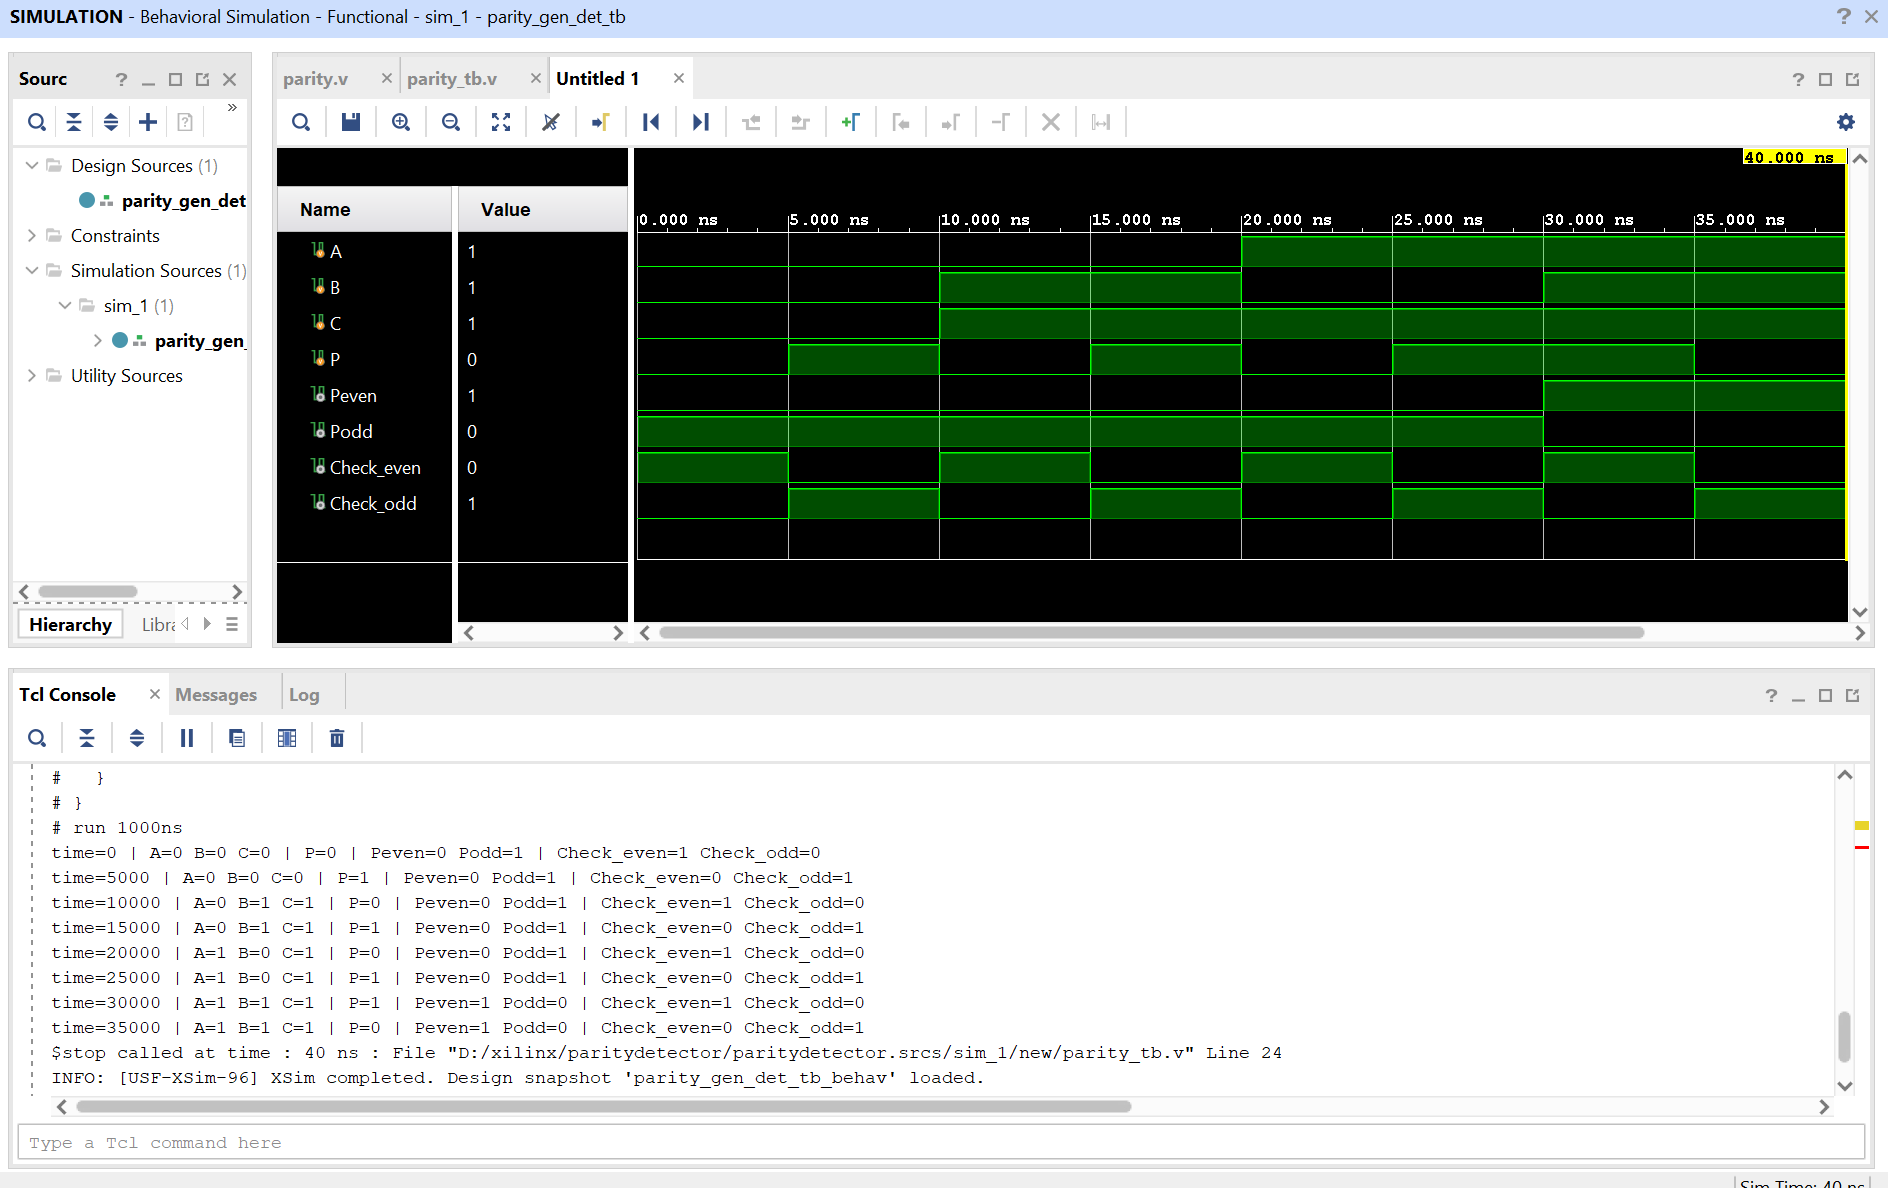 SIMULATION - Behavioral Simulation - Functional - sim_1 - parity_gen_det_tb
Sourc
Design Sources (1)
parity_gen_det
Constraints
Simulation Sources (1)
sim_1 (1)
parity_gen_
Utility Sources
Hierarchy Libra
parity.v parity_tb.v Untitled 1
40.000 ns
Name Value
0.000 ns 5.000 ns 10.000 ns 15.000 ns 20.000 ns 25.000 ns 30.000 ns 35.000 ns
A 1
B 1
C 1
P 0
Peven 1
Podd 0
Check_even 0
Check_odd 1
Tcl Console Messages Log
# }
# }
# run 1000ns
time=0 | A=0 B=0 C=0 | P=0 | Peven=0 Podd=1 | Check_even=1 Check_odd=0
time=5000 | A=0 B=0 C=0 | P=1 | Peven=0 Podd=1 | Check_even=0 Check_odd=1
time=10000 | A=0 B=1 C=1 | P=0 | Peven=0 Podd=1 | Check_even=1 Check_odd=0
time=15000 | A=0 B=1 C=1 | P=1 | Peven=0 Podd=1 | Check_even=0 Check_odd=1
time=20000 | A=1 B=0 C=1 | P=0 | Peven=0 Podd=1 | Check_even=1 Check_odd=0
time=25000 | A=1 B=0 C=1 | P=1 | Peven=0 Podd=1 | Check_even=0 Check_odd=1
time=30000 | A=1 B=1 C=1 | P=1 | Peven=1 Podd=0 | Check_even=1 Check_odd=0
time=35000 | A=1 B=1 C=1 | P=0 | Peven=1 Podd=0 | Check_even=0 Check_odd=1
$stop called at time : 40 ns : File "D:/xilinx/paritydetector/paritydetector.srcs/sim_1/new/parity_tb.v" Line 24
INFO: [USF-XSim-96] XSim completed. Design snapshot 'parity_gen_det_tb_behav' loaded.
Type a Tcl command here
Sim Time: 40 ns